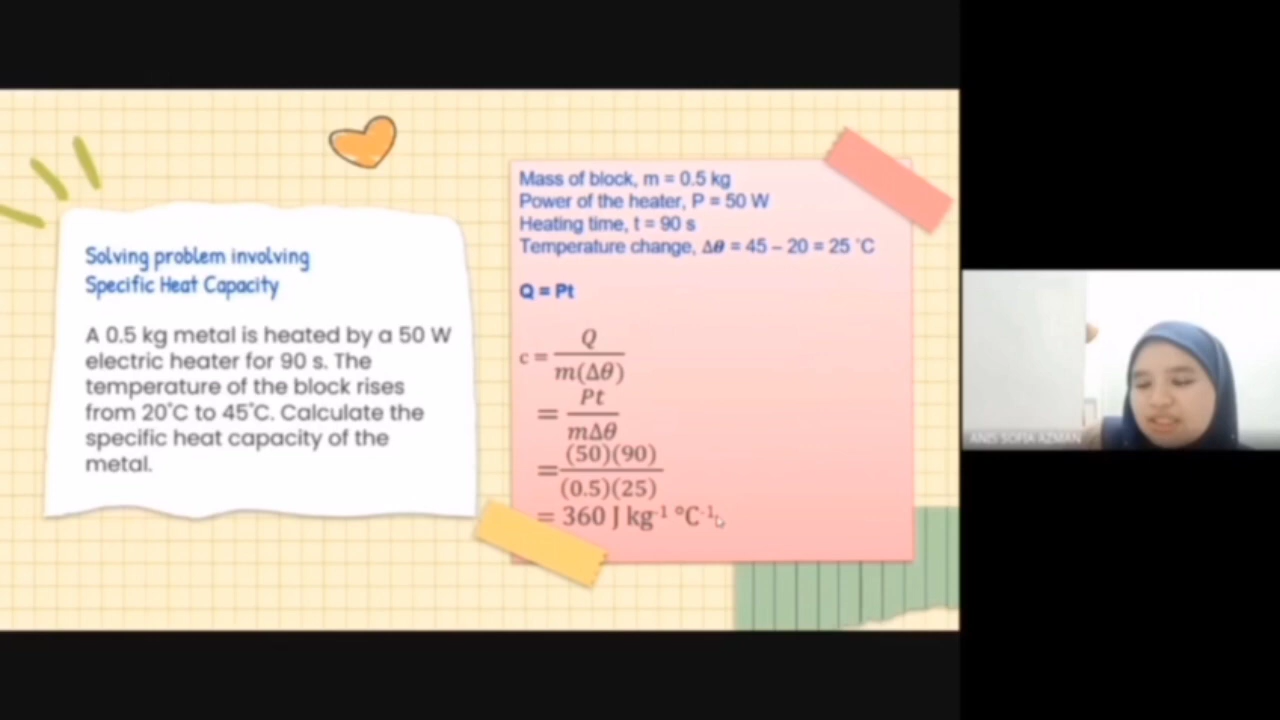 Solving problem involving
Specific Heat Capacity
A 0.5 kg metal is heated by a 50 W
electric heater for 90 s. The
temperature of the block rises
from 20°C to 45°C. Calculate the
specific heat capacity of the
metal.
Mass of block, m = 0.5 kg
Power of the heater, P = 50 W
Heating time, t = 90 s
Temperature change, Δθ = 45 – 20 = 25 °C
Q = Pt
c = Q / m(Δθ)
= Pt / mΔθ
= (50)(90) / (0.5)(25)
= 360 J kg⁻¹ °C⁻¹
ANIS SOFIA AZMAN